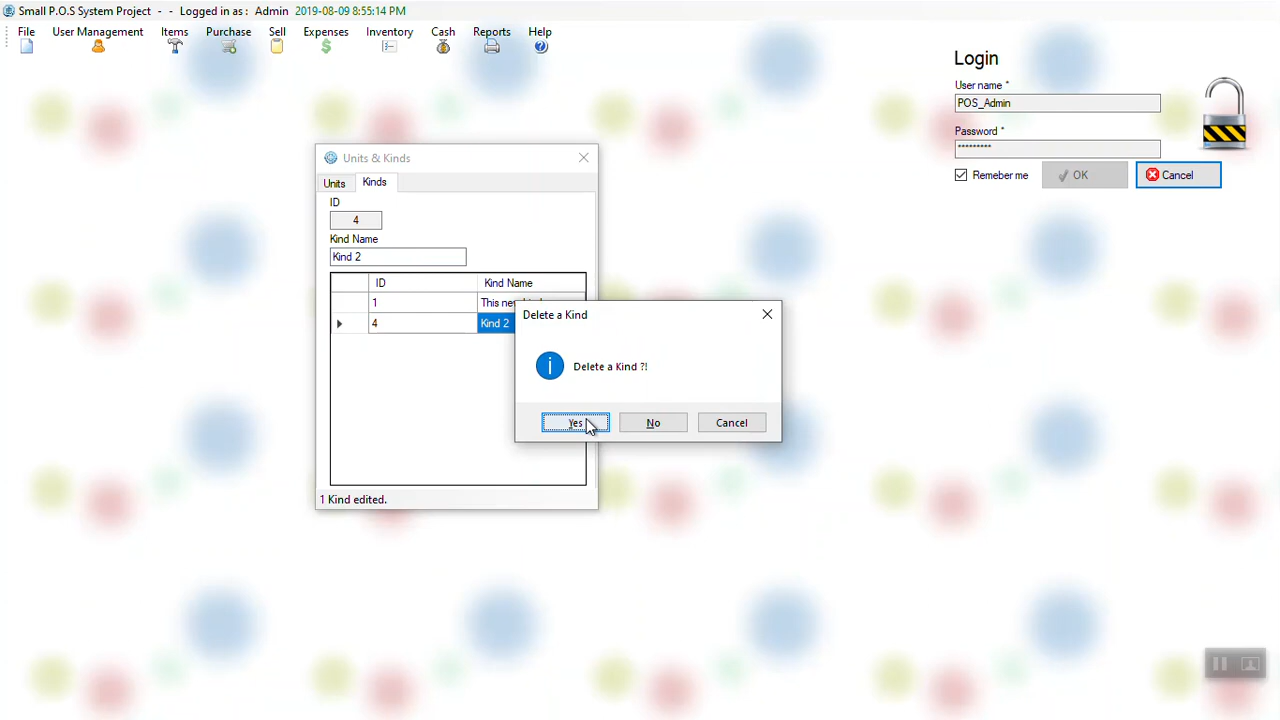 Small P.O.S System Project - - Logged in as : Admin 2019-08-09 8:55:14 PM
File User Management Items Purchase Sell Expenses Inventory Cash Reports Help
Login
User name *
POS_Admin
Password *
*********
Remeber me OK Cancel
Units & Kinds
Units Kinds
ID
4
Kind Name
Kind 2
ID Kind Name
1 This new
4 Kind 2
1 Kind edited.
Delete a Kind
Delete a Kind ?!
Yes No Cancel